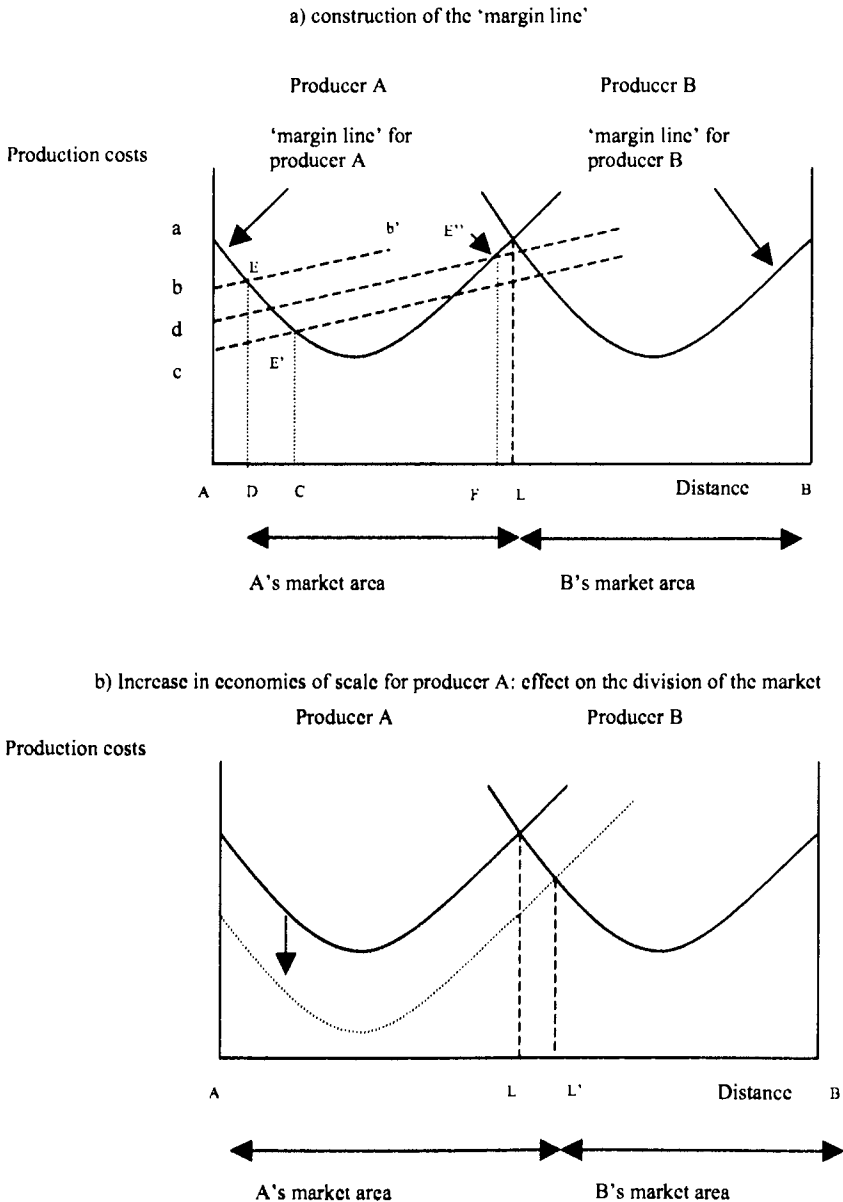 a) construction of the ‘margin line’
Producer A Producer B
‘margin line’ for ‘margin line’ for
Production costs producer A producer B
a b’ E’’
E
b
d
E’
c
A D C F L Distance B
A’s market area B’s market area
b) Increase in economies of scale for producer A: effect on the division of the market
Producer A Producer B
Production costs
A L L’ Distance B
A’s market area B’s market area